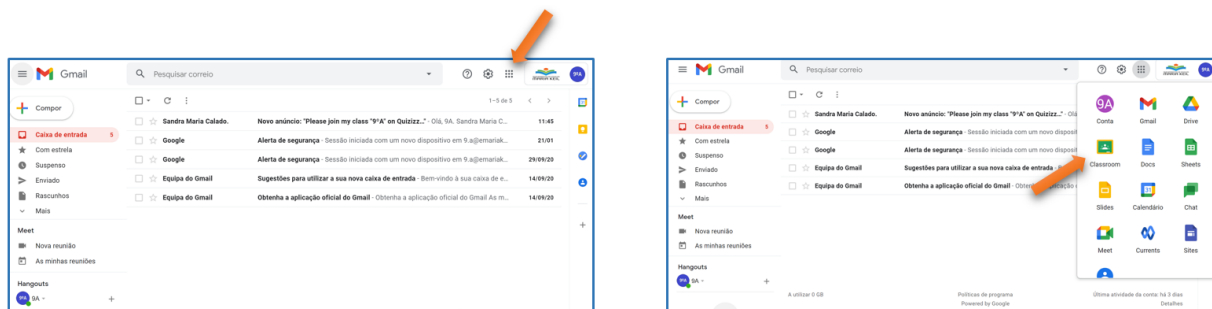 Gmail
Pesquisar correio
Compor
1–5 de 5
Caixa de entrada 5
Com estrela
Suspenso
Enviado
Rascunhos
Mais
Meet
Nova reunião
As minhas reuniões
Hangouts
9A
Sandra Maria Calado. Novo anúncio: "Please join my class "9ªA" on Quizizz..." - Olá, 9A. Sandra Maria C... 11:45
Google Alerta de segurança - Sessão iniciada com um novo dispositivo em 9.a@emariak... 21/01
Google Alerta de segurança - Sessão iniciada com um novo dispositivo em 9.a@emariak... 29/09/20
Equipa do Gmail Sugestões para utilizar a sua nova caixa de entrada - Bem-vindo à sua caixa de e... 14/09/20
Equipa do Gmail Obtenha a aplicação oficial do Gmail - Obtenha a aplicação oficial do Gmail As m... 14/09/20
Gmail
Pesquisar correio
Compor
Caixa de entrada 5
Com estrela
Suspenso
Enviado
Rascunhos
Mais
Meet
Nova reunião
As minhas reuniões
Hangouts
9A
Sandra Maria Calado. Novo anúncio: "Please join my class "9ªA" on Quizizz..." - Olá
Google Alerta de segurança - Sessão iniciada com um novo disposit
Google Alerta de segurança - Sessão iniciada com um novo disposit
Equipa do Gmail Sugestões para utilizar a sua nova caixa de entrada
Equipa do Gmail Obtenha a aplicação oficial do Gmail
9A
Conta Gmail Drive
Classroom Docs Sheets
Slides Calendário Chat
Meet Currents Sites
A utilizar 0 GB
Políticas de programa
Powered by Google
Última atividade da conta: há 3 dias
Detalhes